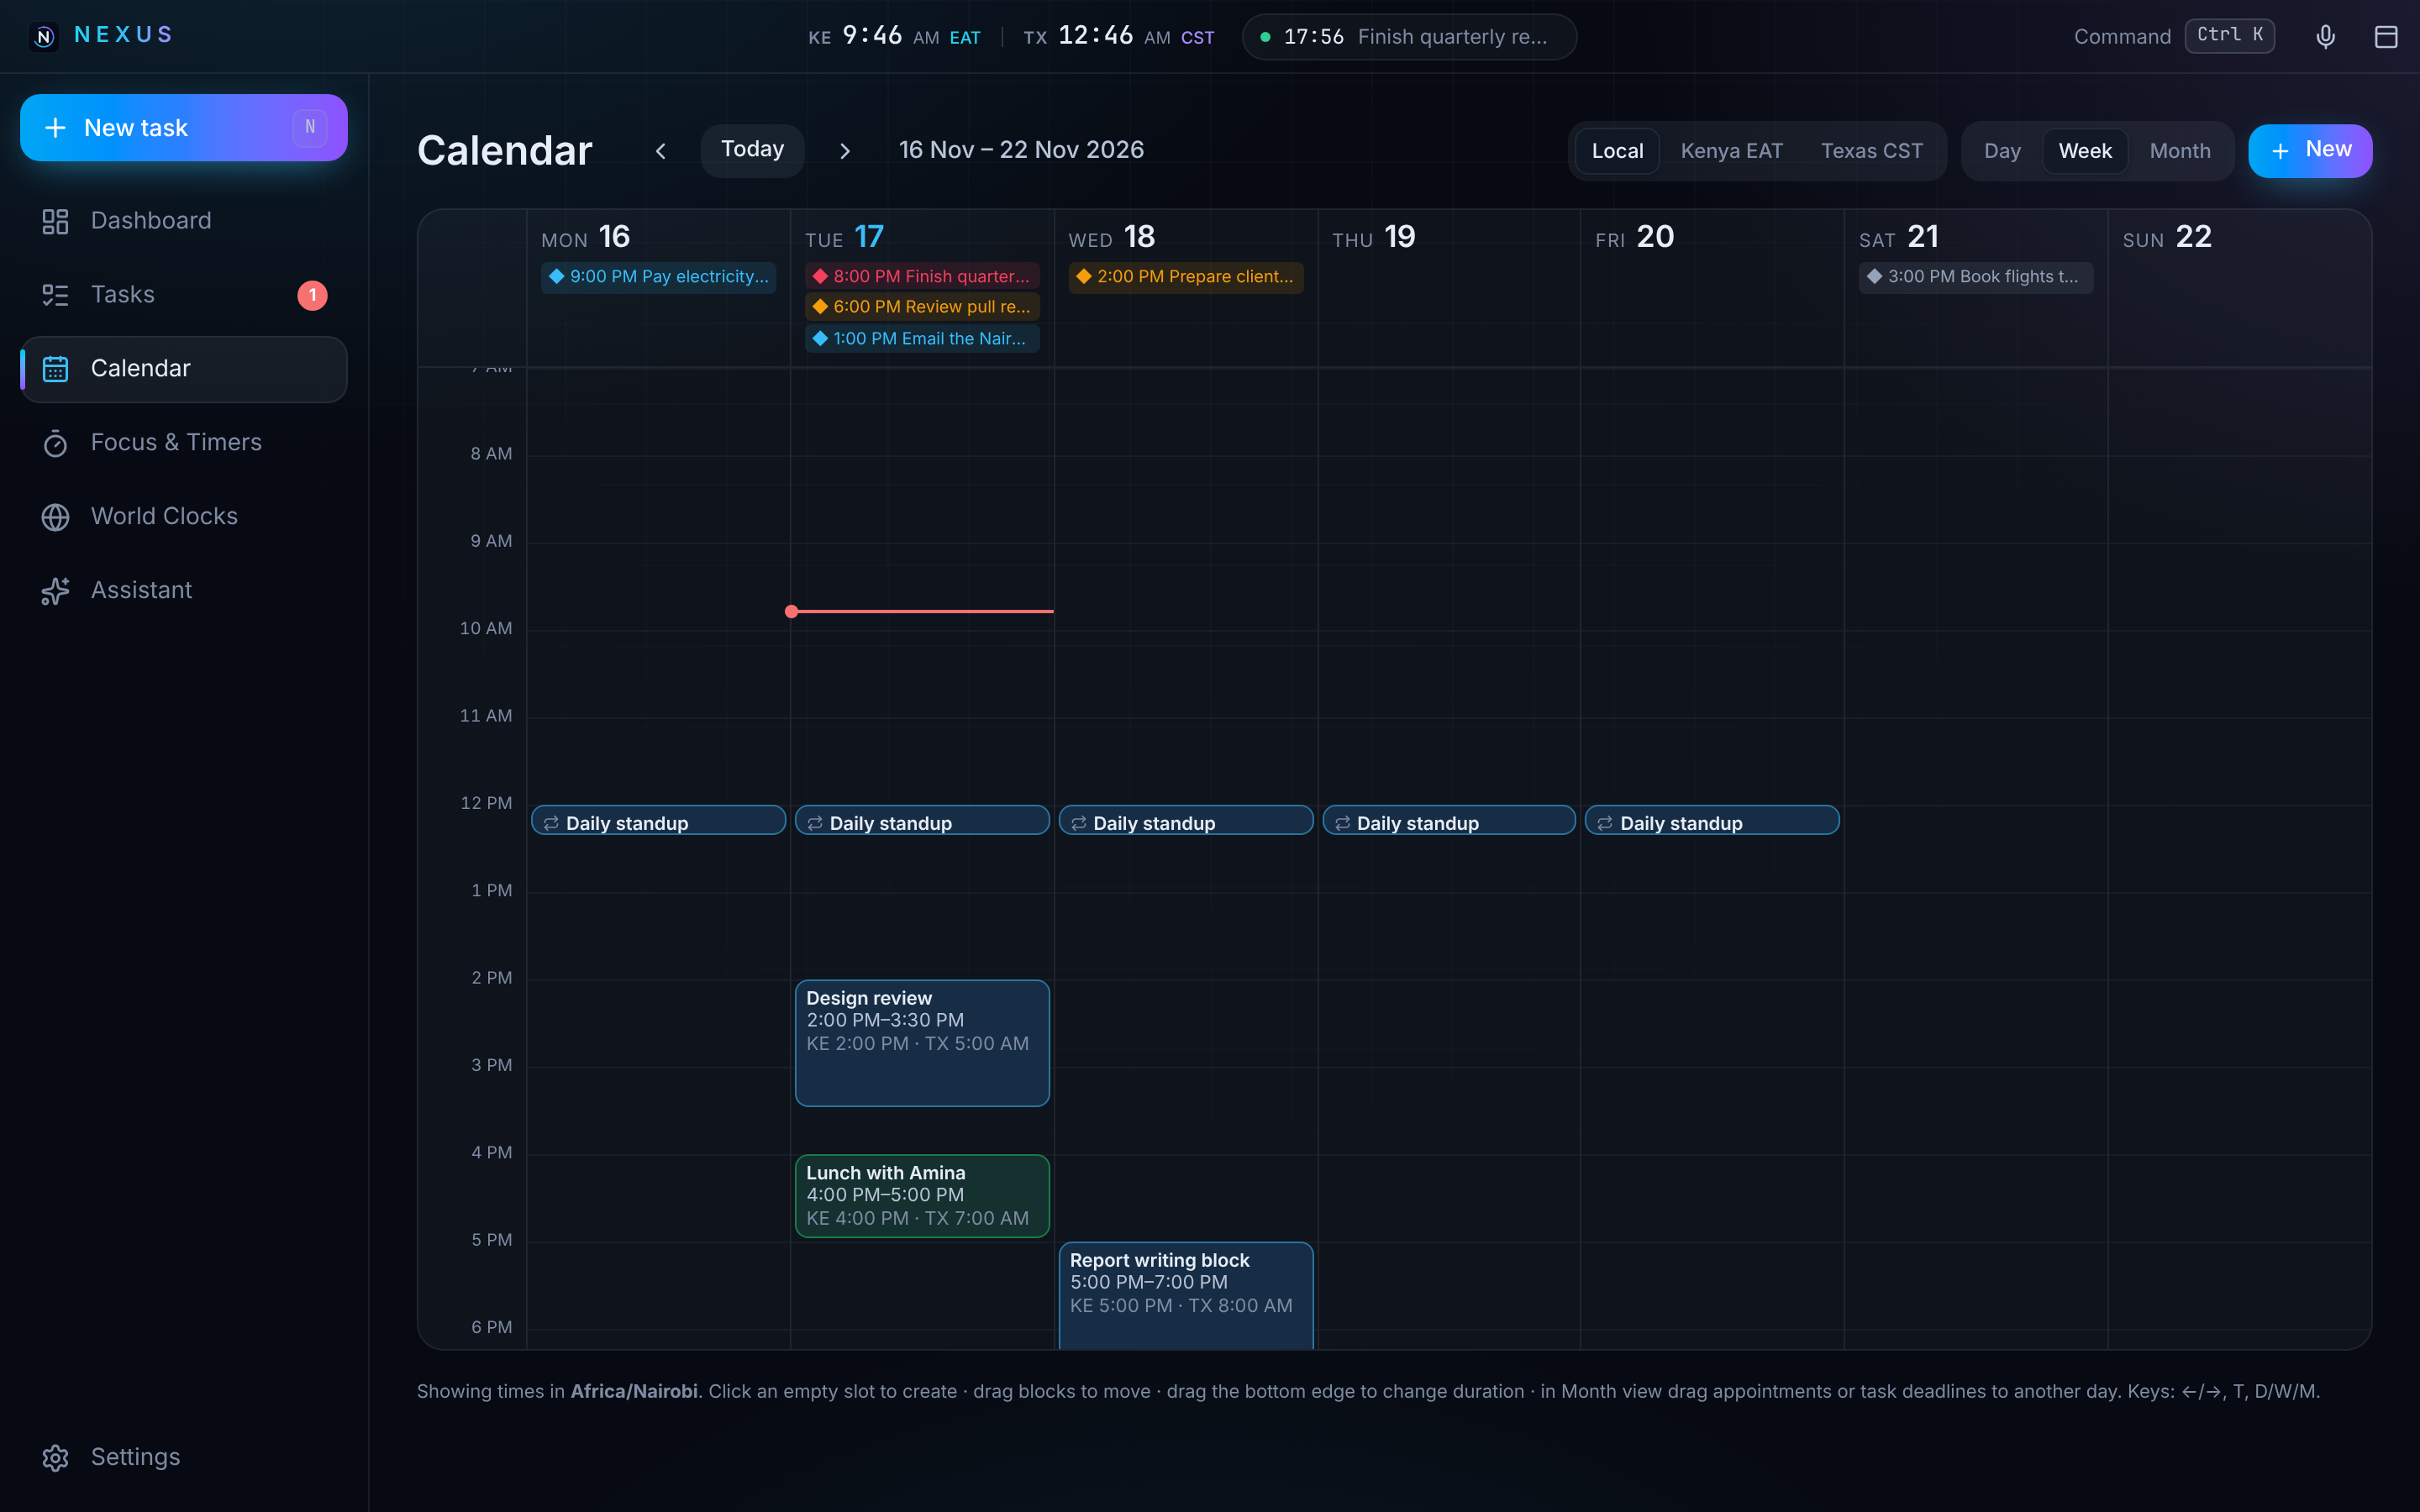 NEXUS
KE 9:46 AM EAT TX 12:46 AM CST 17:56 Finish quarterly re...
Command Ctrl K
New task N
Dashboard
Tasks 1
Calendar
Focus & Timers
World Clocks
Assistant
Settings
Calendar Today 16 Nov – 22 Nov 2026
Local Kenya EAT Texas CST Day Week Month New
MON 16 TUE 17 WED 18 THU 19 FRI 20 SAT 21 SUN 22
9:00 PM Pay electricity... 8:00 PM Finish quarter... 2:00 PM Prepare client... 3:00 PM Book flights t...
6:00 PM Review pull re...
1:00 PM Email the Nair...
7 AM
8 AM
9 AM
10 AM
11 AM
12 PM
Daily standup Daily standup Daily standup Daily standup Daily standup
1 PM
2 PM
Design review
2:00 PM–3:30 PM
KE 2:00 PM · TX 5:00 AM
3 PM
4 PM
Lunch with Amina
4:00 PM–5:00 PM
KE 4:00 PM · TX 7:00 AM
5 PM
Report writing block
5:00 PM–7:00 PM
KE 5:00 PM · TX 8:00 AM
6 PM
Showing times in Africa/Nairobi. Click an empty slot to create · drag blocks to move · drag the bottom edge to change duration · in Month view drag appointments or task deadlines to another day. Keys: ←/→, T, D/W/M.